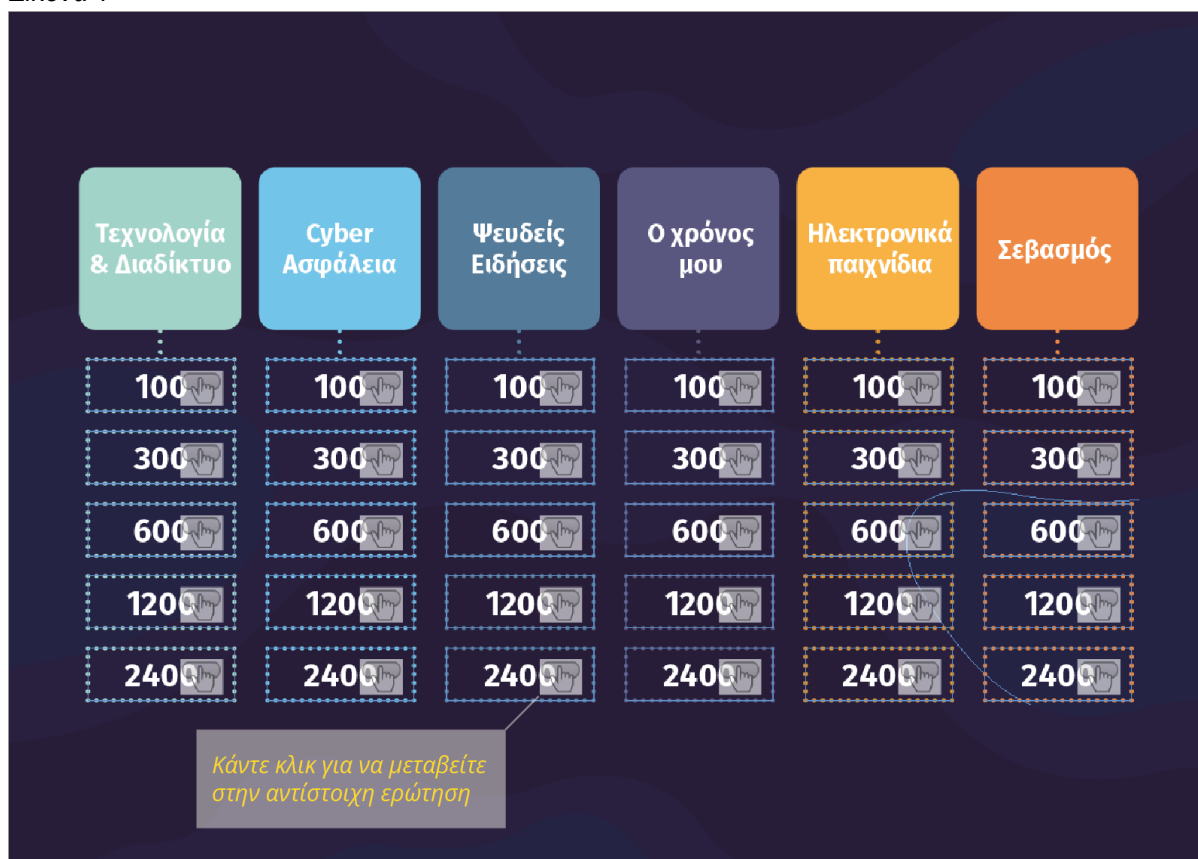 Τεχνολογία
& Διαδίκτυο
Cyber
Ασφάλεια
Ψευδείς
Ειδήσεις
Ο χρόνος
μου
Ηλεκτρονικά
παιχνίδια
Σεβασμός
100 100 100 100 100 100
300 300 300 300 300 300
600 600 600 600 600 600
1200 1200 1200 1200 1200 1200
2400 2400 2400 2400 2400 2400
Κάντε κλικ για να μεταβείτε
στην αντίστοιχη ερώτηση